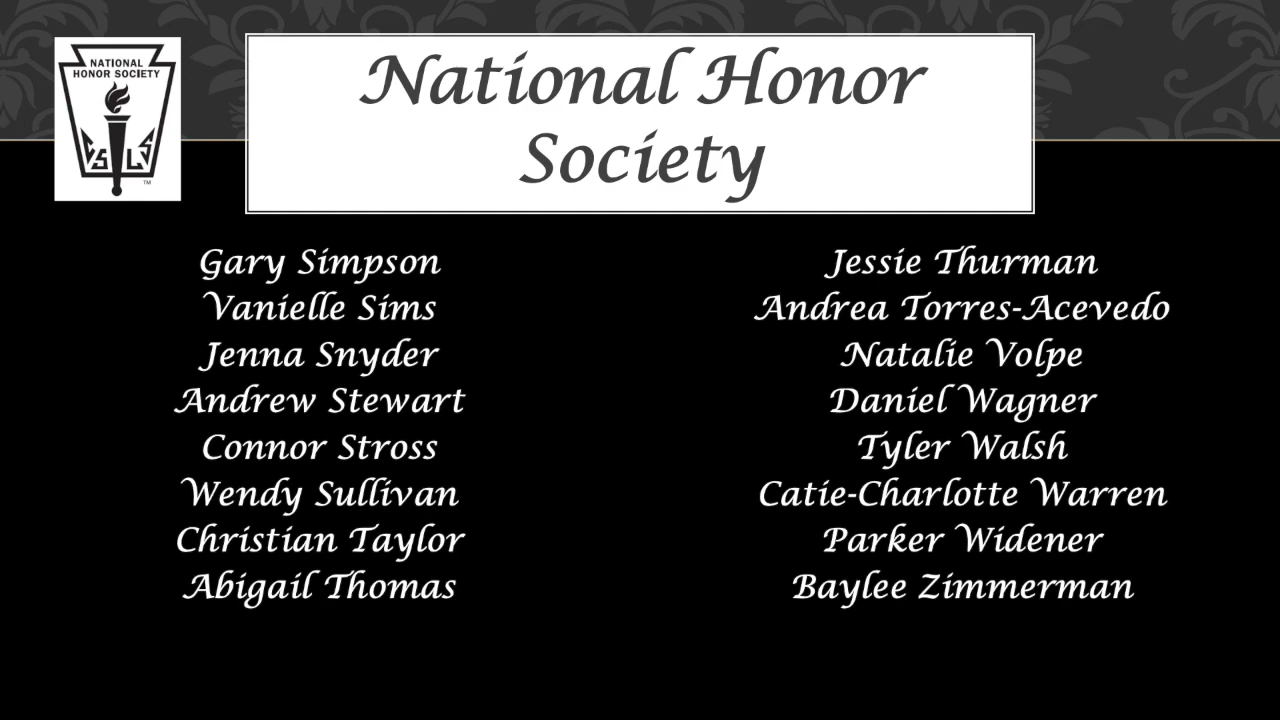 NATIONAL
HONOR SOCIETY
C S L S
TM
National Honor
Society
Gary Simpson
Vanielle Sims
Jenna Snyder
Andrew Stewart
Connor Stross
Wendy Sullivan
Christian Taylor
Abigail Thomas
Jessie Thurman
Andrea Torres-Acevedo
Natalie Volpe
Daniel Wagner
Tyler Walsh
Catie-Charlotte Warren
Parker Widener
Baylee Zimmerman